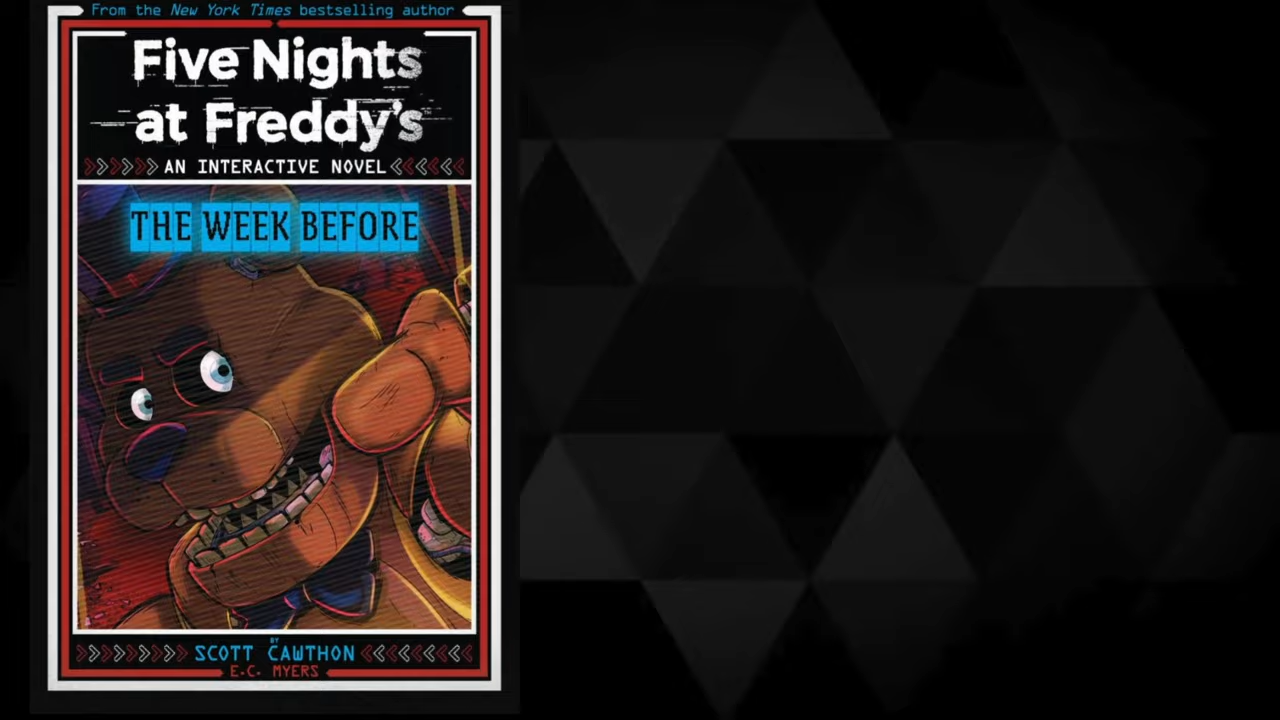 From the New York Times bestselling author
Five Nights
at Freddy's™
AN INTERACTIVE NOVEL
THE WEEK BEFORE
BY
SCOTT CAWTHON
E.C. MYERS